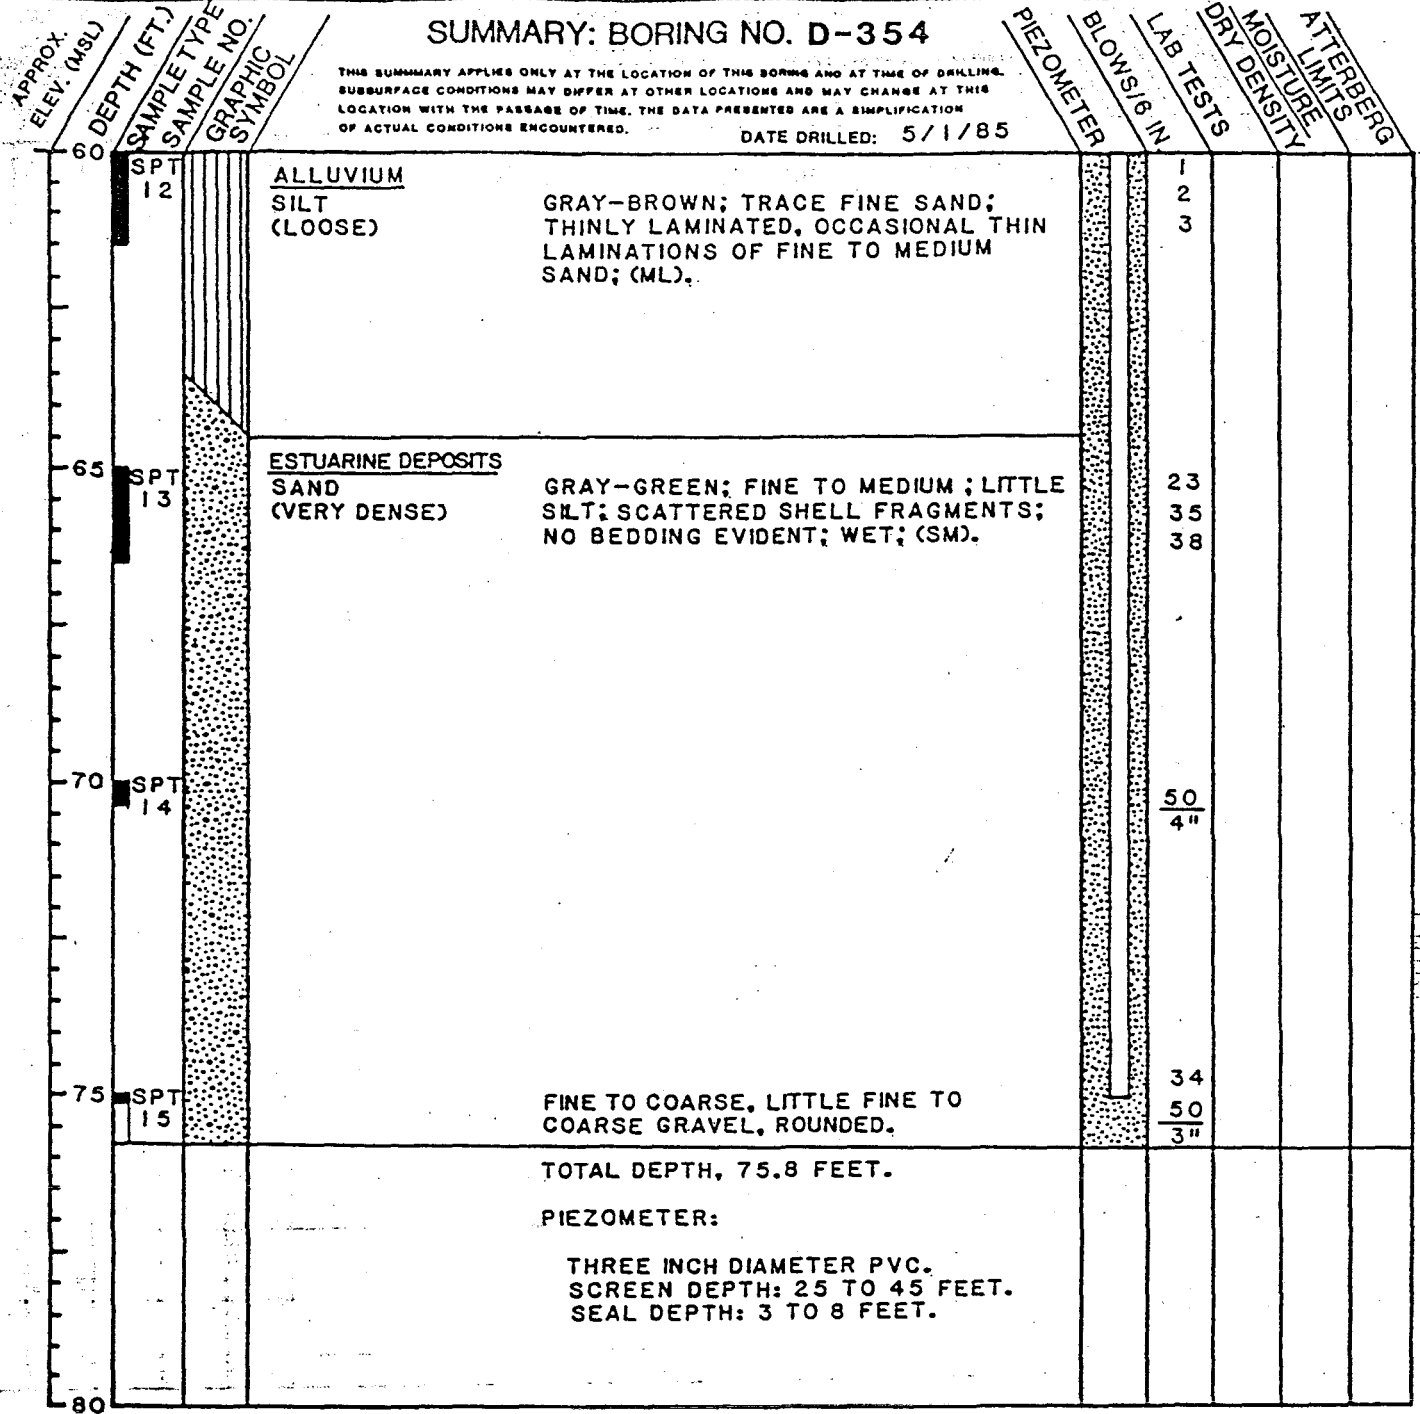 SUMMARY: BORING NO. D-354
THIS SUMMARY APPLIES ONLY AT THE LOCATION OF THIS BORING AND AT TIME OF DRILLING.
SUBSURFACE CONDITIONS MAY DIFFER AT OTHER LOCATIONS AND MAY CHANGE AT THIS
LOCATION WITH THE PASSAGE OF TIME. THE DATA PRESENTED ARE A SIMPLIFICATION
OF ACTUAL CONDITIONS ENCOUNTERED.
DATE DRILLED: 5/1/85
APPROX.
ELEV. (MSL)
DEPTH (FT.)
SAMPLE TYPE
SAMPLE NO.
GRAPHIC
SYMBOL
PIEZOMETER
BLOWS/6 IN.
LAB TESTS
DRY DENSITY
MOISTURE
ATTERBERG
LIMITS
60
SPT
12
ALLUVIUM
SILT
(LOOSE)
GRAY-BROWN; TRACE FINE SAND;
THINLY LAMINATED, OCCASIONAL THIN
LAMINATIONS OF FINE TO MEDIUM
SAND; (ML).
1
2
3
65
SPT
13
ESTUARINE DEPOSITS
SAND
(VERY DENSE)
GRAY-GREEN; FINE TO MEDIUM; LITTLE
SILT; SCATTERED SHELL FRAGMENTS;
NO BEDDING EVIDENT; WET; (SM).
23
35
38
70
SPT
14
50
4"
75
SPT
15
FINE TO COARSE, LITTLE FINE TO
COARSE GRAVEL, ROUNDED.
34
50
3"
TOTAL DEPTH, 75.8 FEET.
PIEZOMETER:
THREE INCH DIAMETER PVC.
SCREEN DEPTH: 25 TO 45 FEET.
SEAL DEPTH: 3 TO 8 FEET.
80